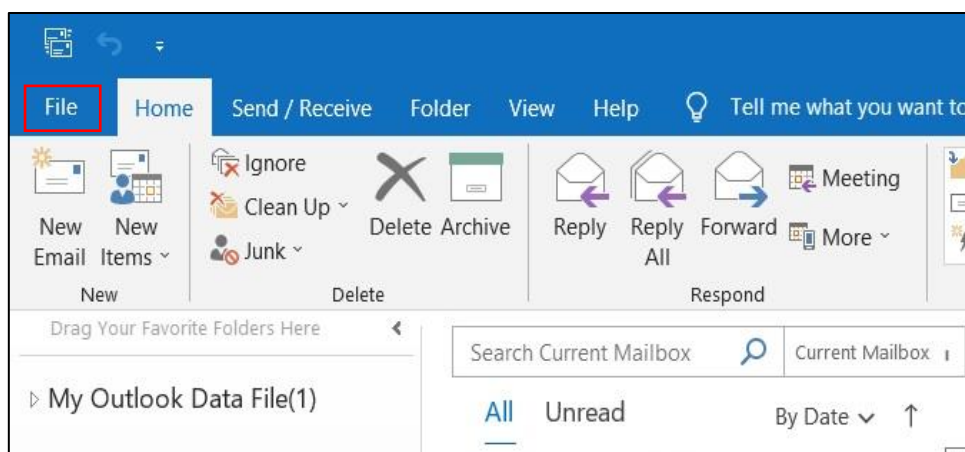 File Home Send / Receive Folder View Help Tell me what you want to
Ignore
Clean Up
Junk
New Email
New Items
Delete Archive
Reply
Reply All
Forward
Meeting
More
New Delete Respond
Drag Your Favorite Folders Here
Search Current Mailbox Current Mailbox
My Outlook Data File(1)
All Unread By Date